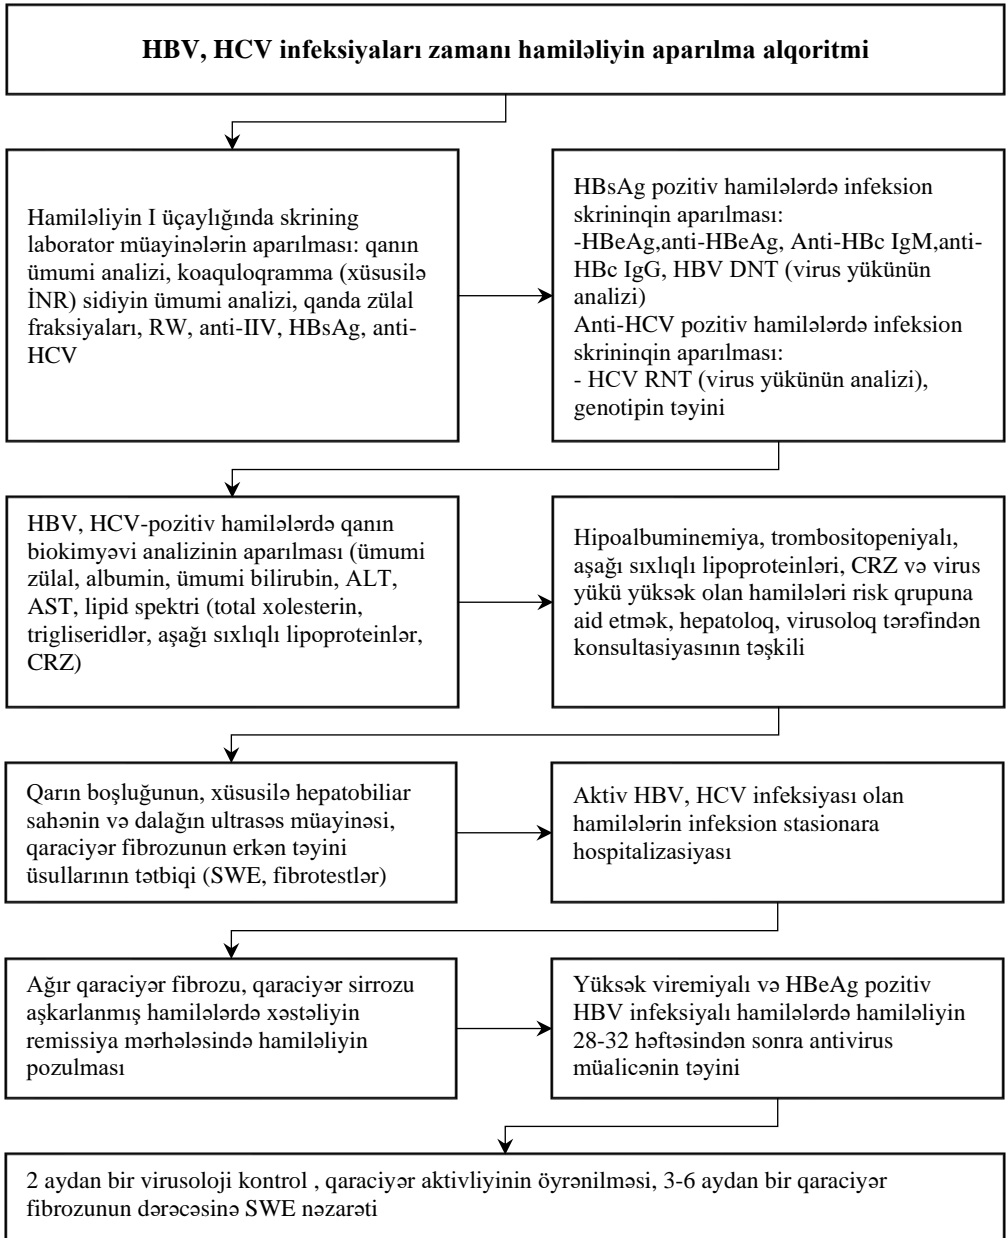 HBV, HCV infeksiyaları zamanı hamiləliyin aparılma alqoritmi
Hamiləliyin I üçaylığında skrining
laborator müayinələrin aparılması: qanın
ümumi analizi, koaquloqramma (xüsusilə
İNR) sidiyin ümumi analizi, qanda zülal
fraksiyaları, RW, anti-IIV, HBsAg, anti-
HCV
HBsAg pozitiv hamilələrdə infeksion
skrininqin aparılması:
-HBeAg,anti-HBeAg, Anti-HBc IgM,anti-
HBc IgG, HBV DNT (virus yükünün
analizi)
Anti-HCV pozitiv hamilələrdə infeksion
skrininqin aparılması:
- HCV RNT (virus yükünün analizi),
genotipin təyini
HBV, HCV-pozitiv hamilələrdə qanın
biokimyəvi analizinin aparılması (ümumi
zülal, albumin, ümumi bilirubin, ALT,
AST, lipid spektri (total xolesterin,
trigliseridlər, aşağı sıxlıqlı lipoproteinlər,
CRZ)
Hipoalbuminemiya, trombositopeniyalı,
aşağı sıxlıqlı lipoproteinləri, CRZ və virus
yükü yüksək olan hamilələri risk qrupuna
aid etmək, hepatoloq, virusoloq tərəfindən
konsultasiyasının təşkili
Qarın boşluğunun, xüsusilə hepatobiliar
sahənin və dalağın ultrasəs müayinəsi,
qaraciyər fibrozunun erkən təyini
üsullarının tətbiqi (SWE, fibrotestlər)
Aktiv HBV, HCV infeksiyası olan
hamilələrin infeksion stasionara
hospitalizasiyası
Ağır qaraciyər fibrozu, qaraciyər sirrozu
aşkarlanmış hamilələrdə xəstəliyin
remissiya mərhələsində hamiləliyin
pozulması
Yüksək viremiyalı və HBeAg pozitiv
HBV infeksiyalı hamilələrdə hamiləliyin
28-32 həftəsindən sonra antivirus
müalicənin təyini
2 aydan bir virusoloji kontrol , qaraciyər aktivliyinin öyrənilməsi, 3-6 aydan bir qaraciyər
fibrozunun dərəcəsinə SWE nəzarəti